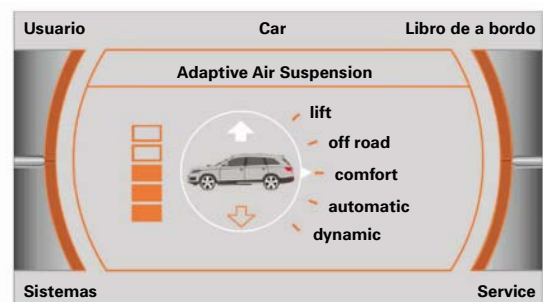 Usuario Car Libro de a bordo
Adaptive Air Suspension
lift
off road
comfort
automatic
dynamic
Sistemas Service